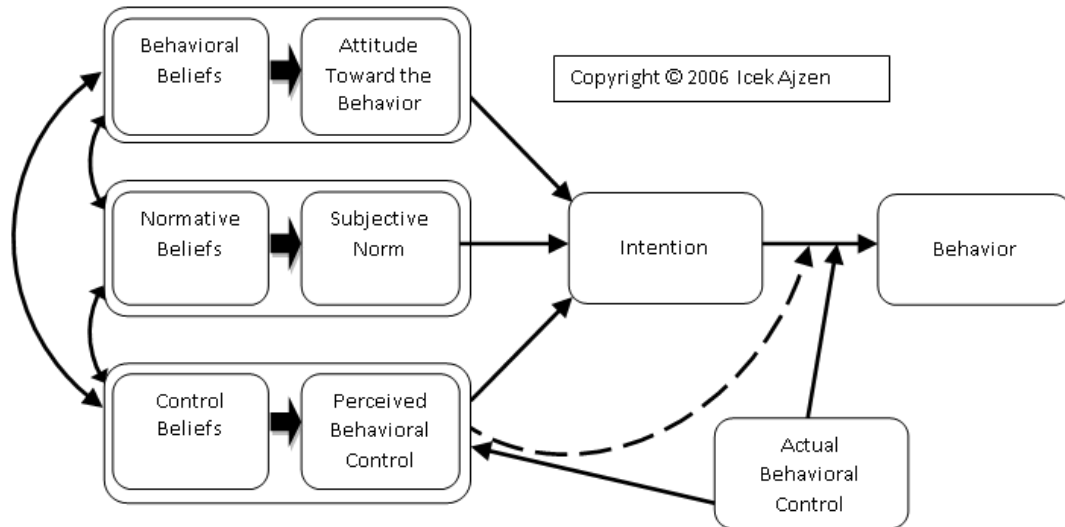 Behavioral
Beliefs
Attitude
Toward the
Behavior
Copyright © 2006 Icek Ajzen
Normative
Beliefs
Subjective
Norm
Intention
Behavior
Control
Beliefs
Perceived
Behavioral
Control
Actual
Behavioral
Control